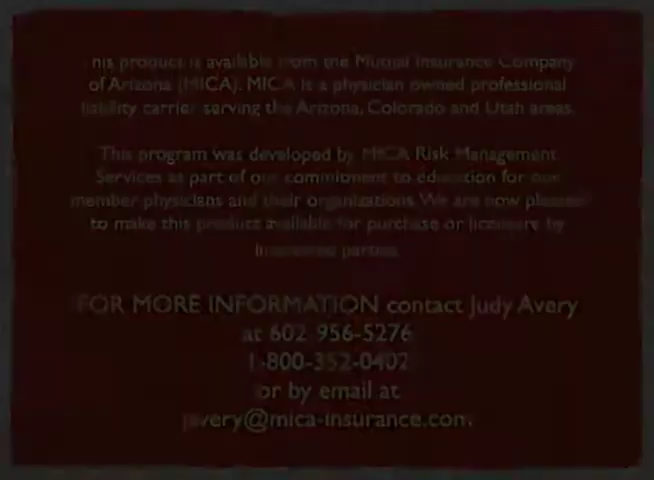 This product is available from the Mutual Insurance Company
of Arizona (MICA). MICA is a physician owned professional
liability carrier serving the Arizona, Colorado and Utah areas.
This program was developed by MICA Risk Management
Services as part of our commitment to education for our
member physicians and their organizations. We are now pleased
to make this product available for purchase or licensure by
interested parties.
FOR MORE INFORMATION contact Judy Avery
at 602-956-5276
1-800-352-0402
or by email at
javery@mica-insurance.com